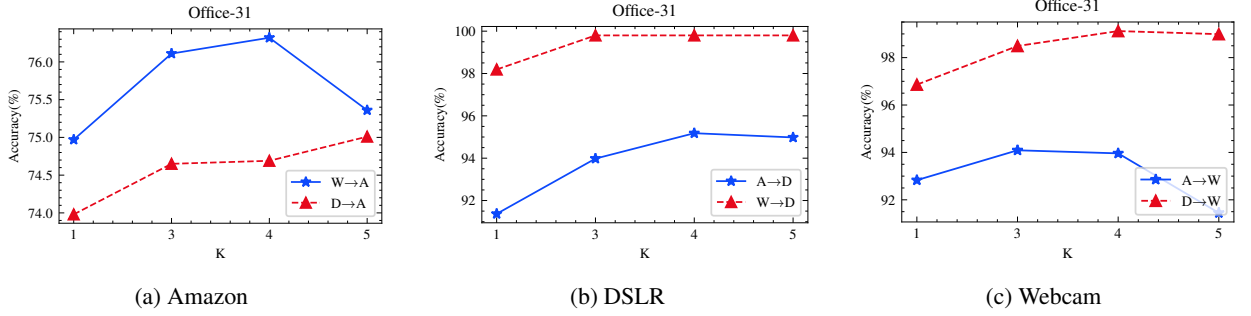 Office-31
Accuracy(%)
76.0
75.5
75.0
74.5
74.0
1
3
4
5
K
W→A
D→A
(a) Amazon
Office-31
Accuracy(%)
100
98
96
94
92
1
3
4
5
K
A→D
W→D
(b) DSLR
Office-31
Accuracy(%)
98
96
94
92
1
3
4
5
K
A→W
D→W
(c) Webcam